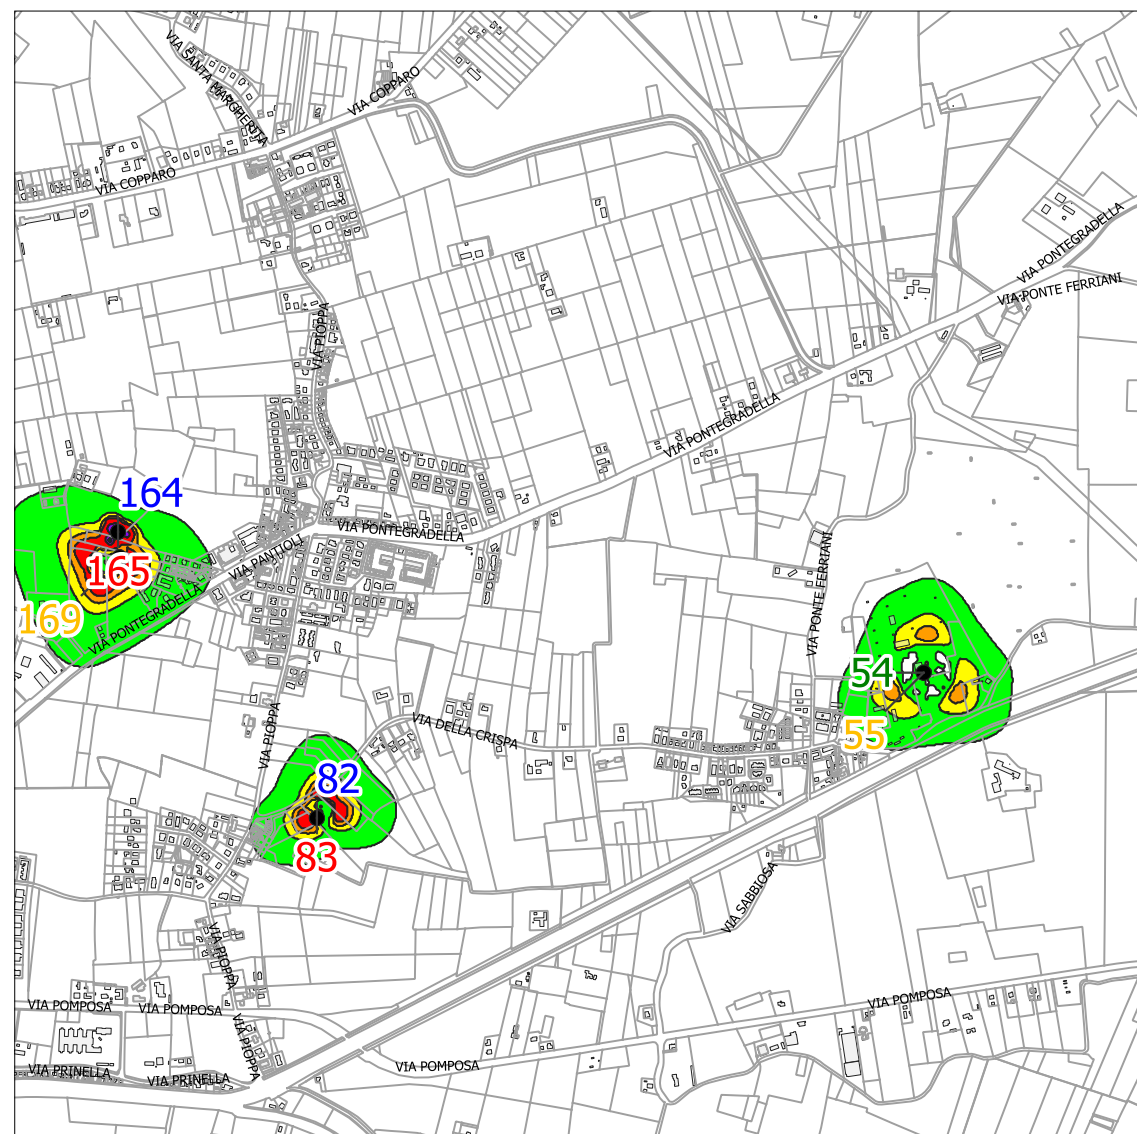 VIA SANTA MARGHERITA
VIA COPPARO
VIA COPPARO
VIA PONTEGRADELLA
VIA PONTE FERRIANI
VIA PIOPPA
VIA PONTEGRADELLA
164
VIA PONTEGRADELLA
VIA PANTIOLI
165
169
VIA PONTEGRADELLA
VIA PONTE FERRIANI
54
55
VIA PIOPPA
VIA DELLA CRISPA
82
83
VIA SABBIOSA
VIA PIOPPA
VIA POMPOSA
VIA POMPOSA
VIA POMPOSA
VIA PIOPPA
VIA POMPOSA
VIA PRINELLA
VIA PRINELLA